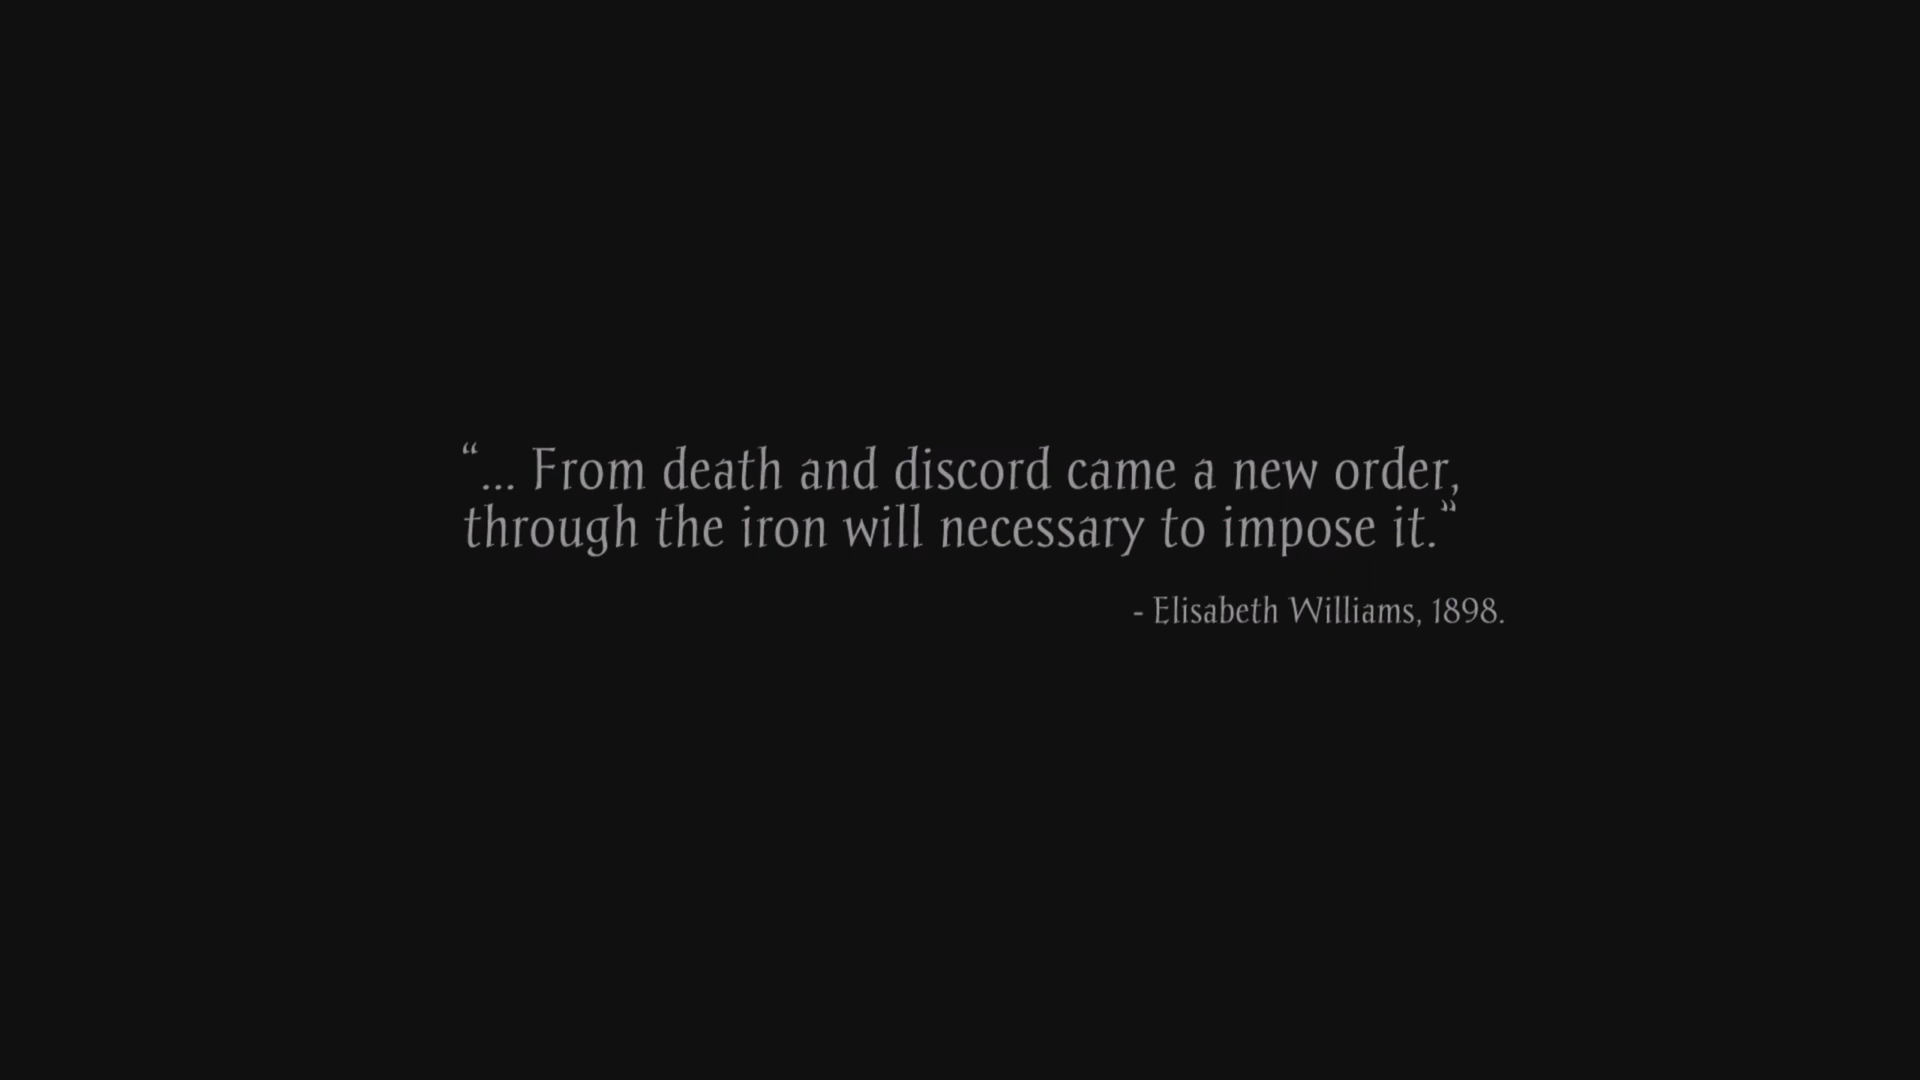 “... From death and discord came a new order,
through the iron will necessary to impose it.”
- Elisabeth Williams, 1898.